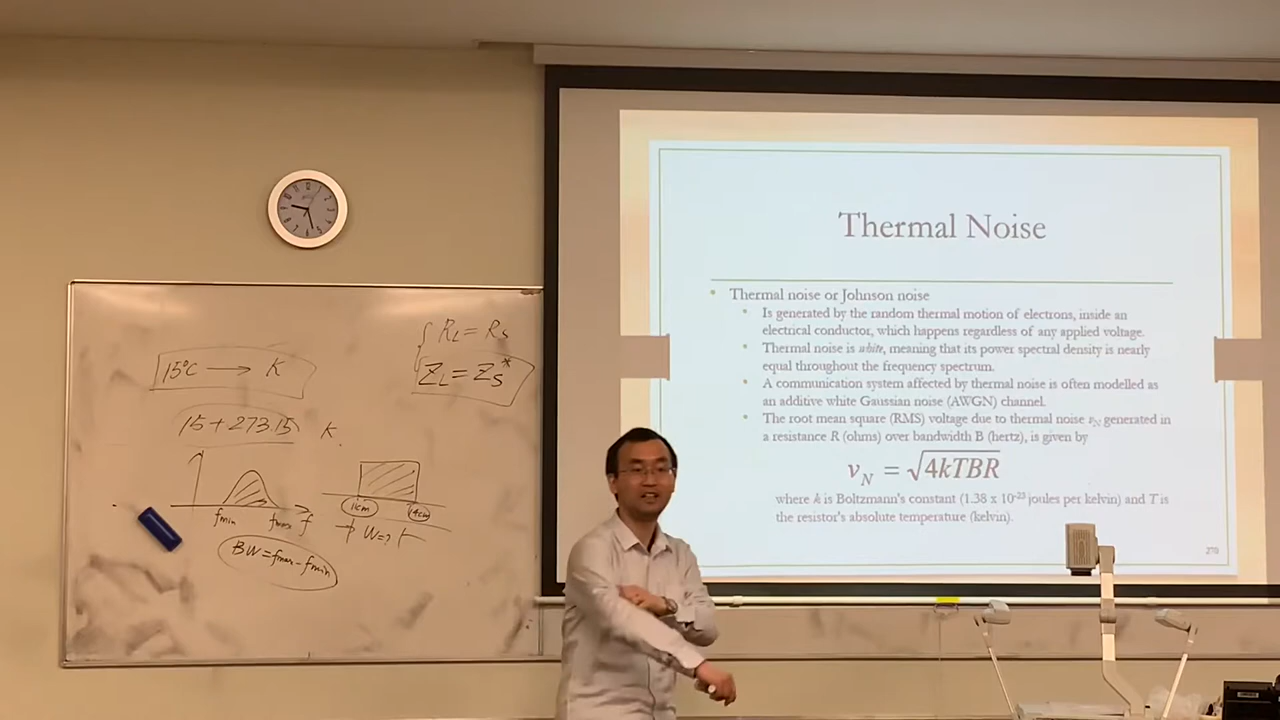 15°C → K
15 + 273.15 K.
fmin fmax f
BW = fmax - fmin
11cm 14cm
W = ?
RL = RS
ZL = ZS*
Thermal Noise
Thermal noise or Johnson noise
Is generated by the random thermal motion of electrons, inside an
electrical conductor, which happens regardless of any applied voltage.
Thermal noise is white, meaning that its power spectral density is nearly
equal throughout the frequency spectrum.
A communication system affected by thermal noise is often modelled as
an additive white Gaussian noise (AWGN) channel.
The root mean square (RMS) voltage due to thermal noise vN generated in
a resistance R (ohms) over bandwidth B (hertz), is given by
vN = √4kTBR
where k is Boltzmann's constant (1.38 x 10-23 joules per kelvin) and T is
the resistor's absolute temperature (kelvin).